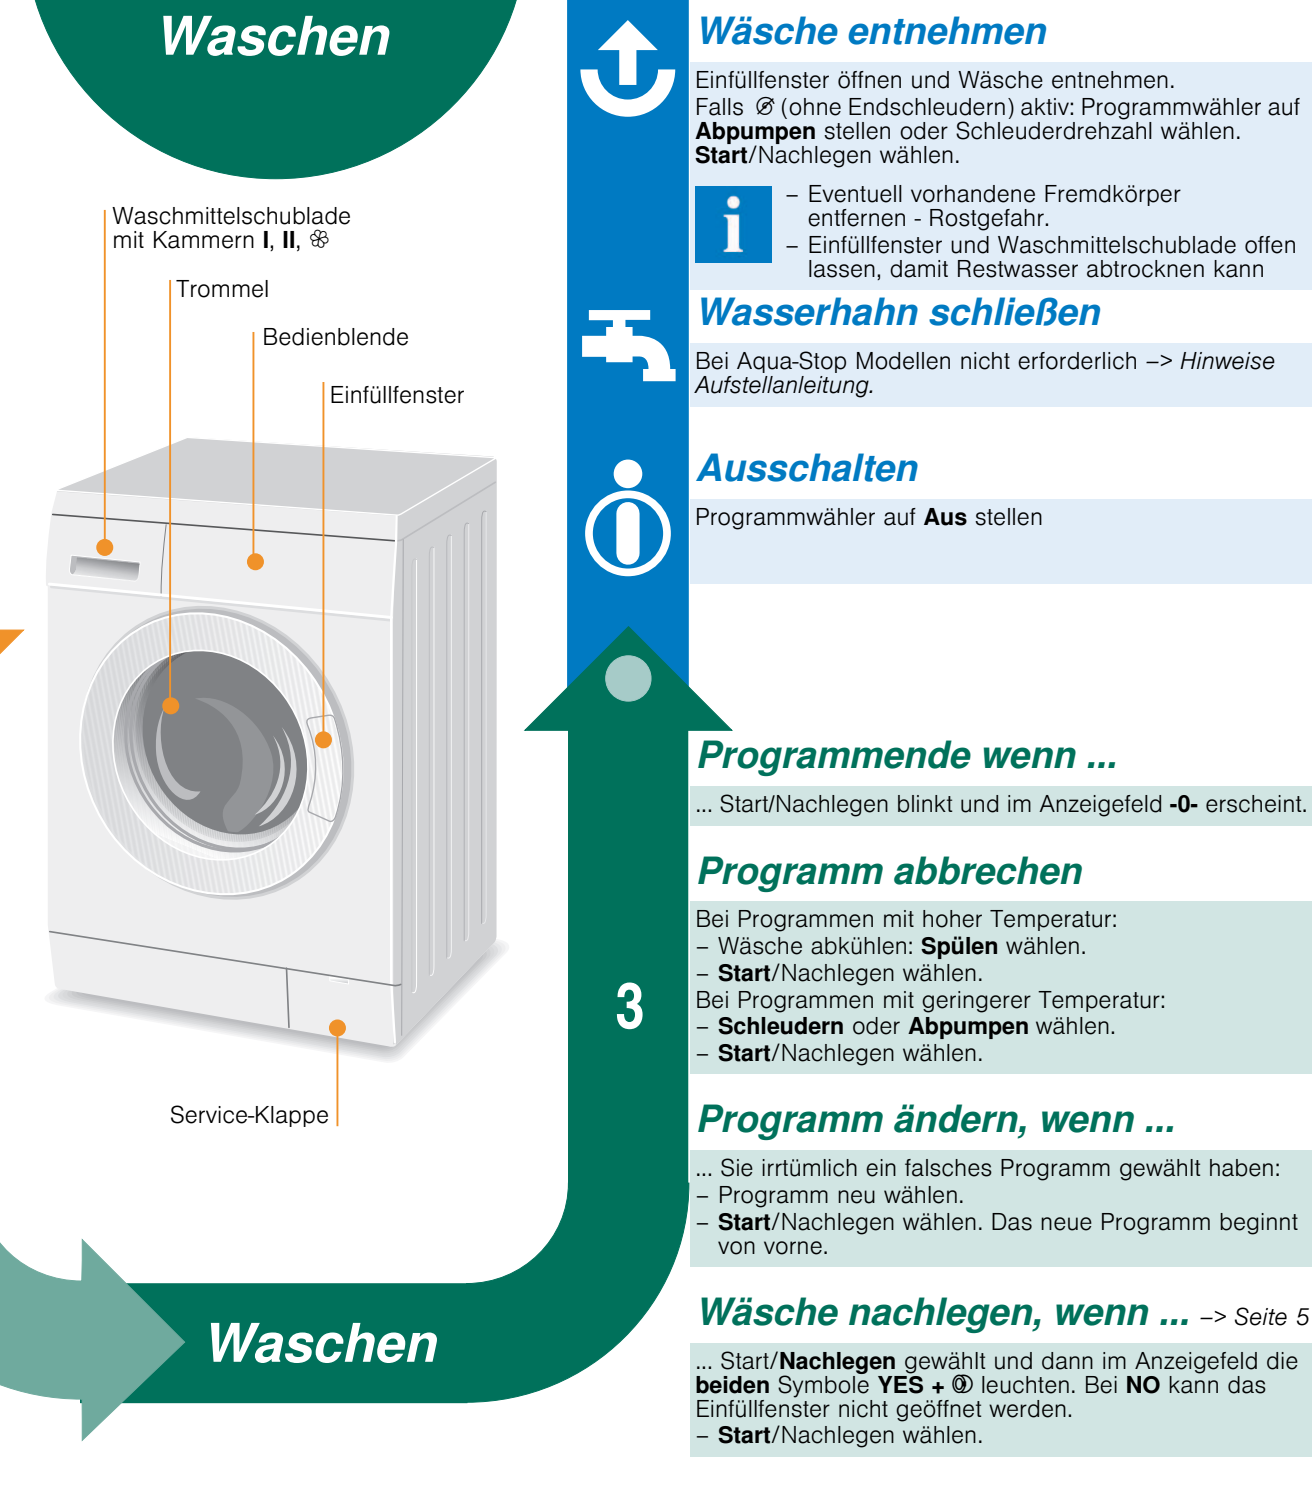 Waschen
Waschmittelschublade
mit Kammern I, II, ❀
Trommel
Bedienblende
Einfüllfenster
Service-Klappe
Waschen
3
Wäsche entnehmen
Einfüllfenster öffnen und Wäsche entnehmen.
Falls (ohne Endschleudern) aktiv: Programmwähler auf
Abpumpen stellen oder Schleuderdrehzahl wählen.
Start/Nachlegen wählen.
i
– Eventuell vorhandene Fremdkörper
entfernen - Rostgefahr.
– Einfüllfenster und Waschmittelschublade offen
lassen, damit Restwasser abtrocknen kann
Wasserhahn schließen
Bei Aqua-Stop Modellen nicht erforderlich –> Hinweise
Aufstellanleitung.
Ausschalten
Programmwähler auf Aus stellen
Programmende wenn ...
... Start/Nachlegen blinkt und im Anzeigefeld -0- erscheint.
Programm abbrechen
Bei Programmen mit hoher Temperatur:
– Wäsche abkühlen: Spülen wählen.
– Start/Nachlegen wählen.
Bei Programmen mit geringerer Temperatur:
– Schleudern oder Abpumpen wählen.
– Start/Nachlegen wählen.
Programm ändern, wenn ...
... Sie irrtümlich ein falsches Programm gewählt haben:
– Programm neu wählen.
– Start/Nachlegen wählen. Das neue Programm beginnt
von vorne.
Wäsche nachlegen, wenn ... –> Seite 5
... Start/Nachlegen gewählt und dann im Anzeigefeld die
beiden Symbole YES + leuchten. Bei NO kann das
Einfüllfenster nicht geöffnet werden.
– Start/Nachlegen wählen.